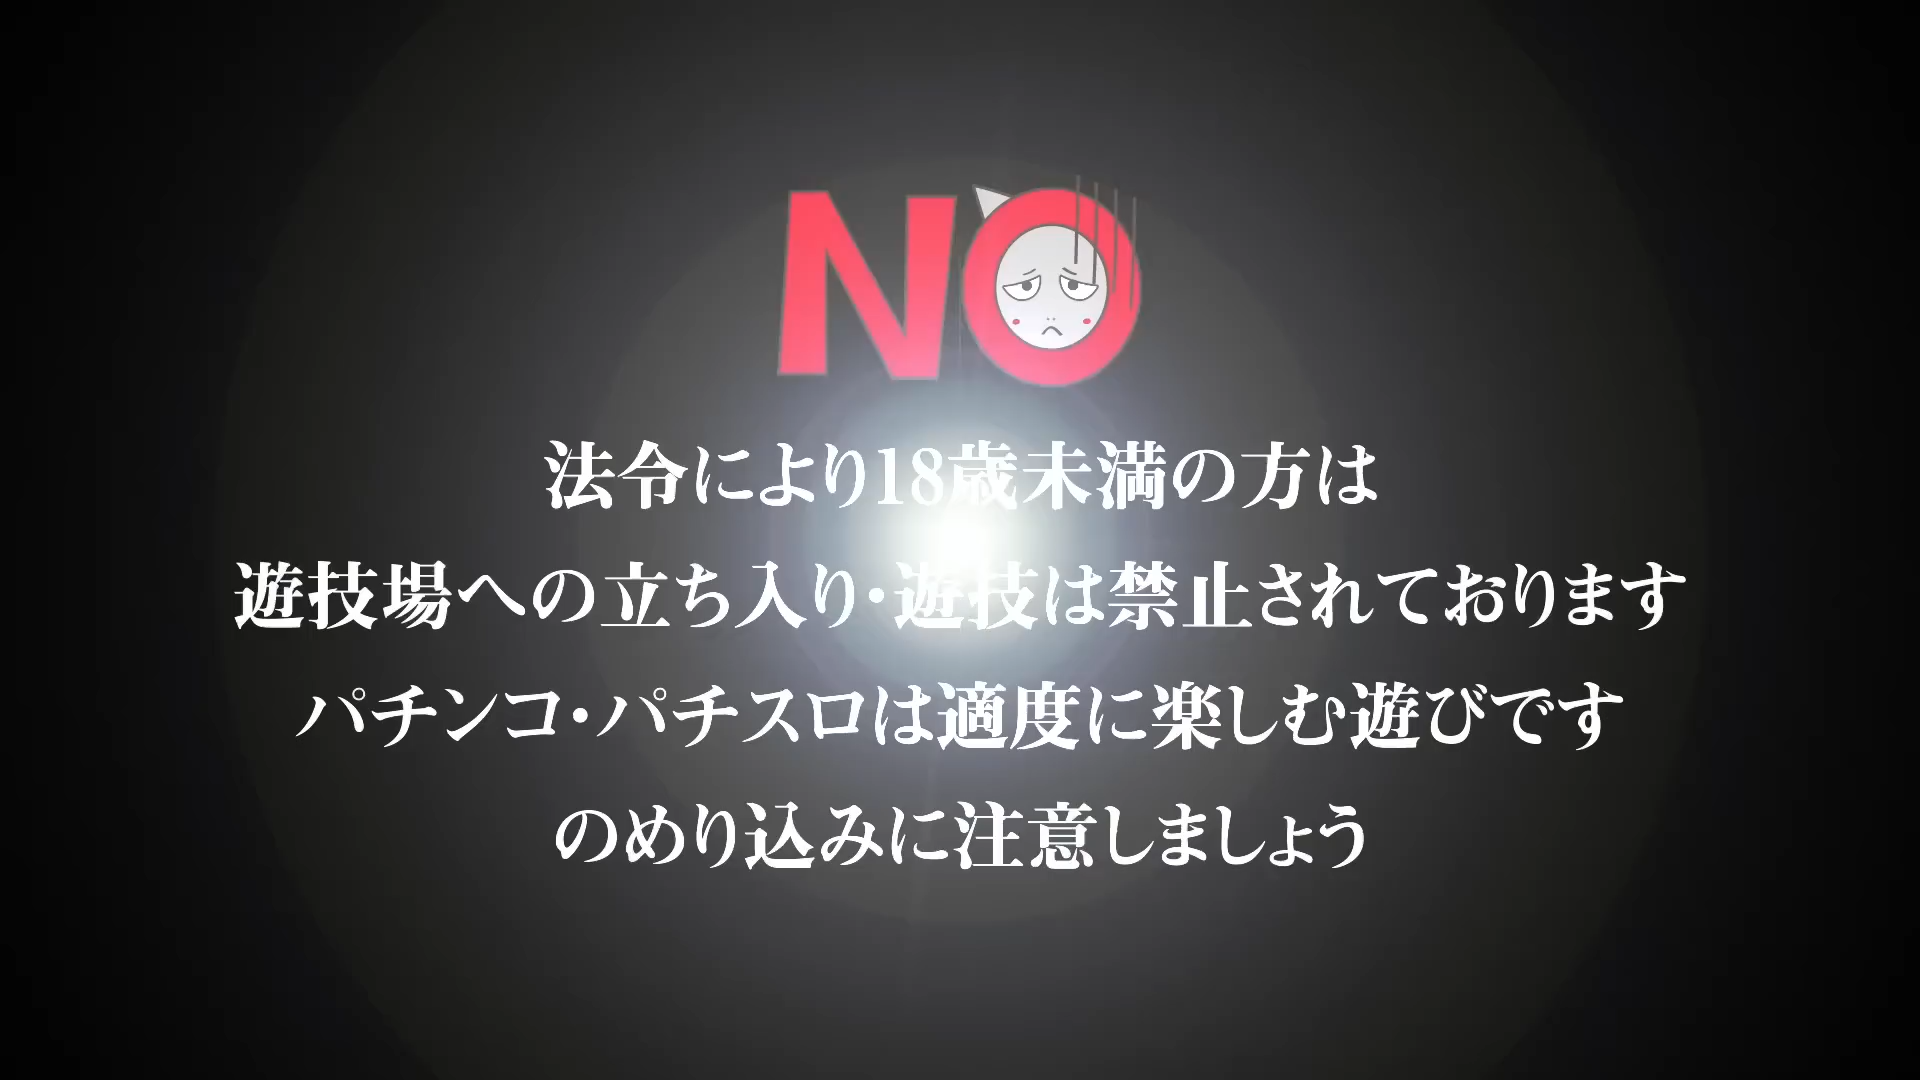 NO
法令により18歳未満の方は
遊技場への立ち入り・遊技は禁止されております
パチンコ・パチスロは適度に楽しむ遊びです
のめり込みに注意しましょう